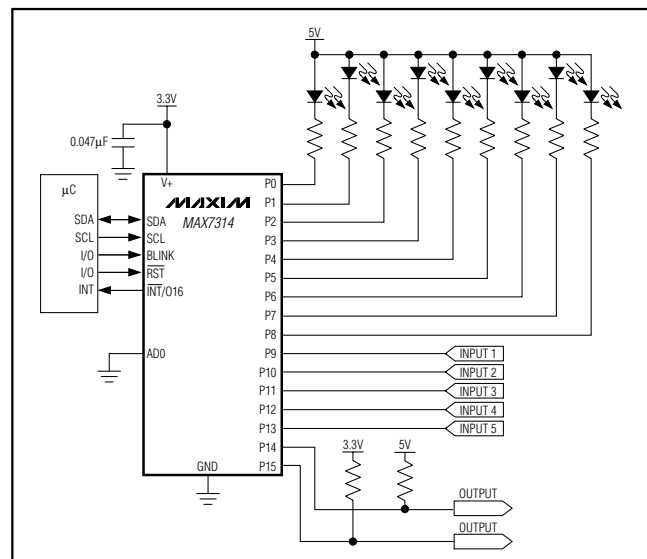 5V
3.3V
0.047µF
µC
V+
MAXIM
MAX7314
SDA
SCL
I/O
I/O
INT
SDA
SCL
BLINK
RST
INT/O16
AD0
GND
P0
P1
P2
P3
P4
P5
P6
P7
P8
P9
P10
P11
P12
P13
P14
P15
INPUT 1
INPUT 2
INPUT 3
INPUT 4
INPUT 5
3.3V
5V
OUTPUT
OUTPUT